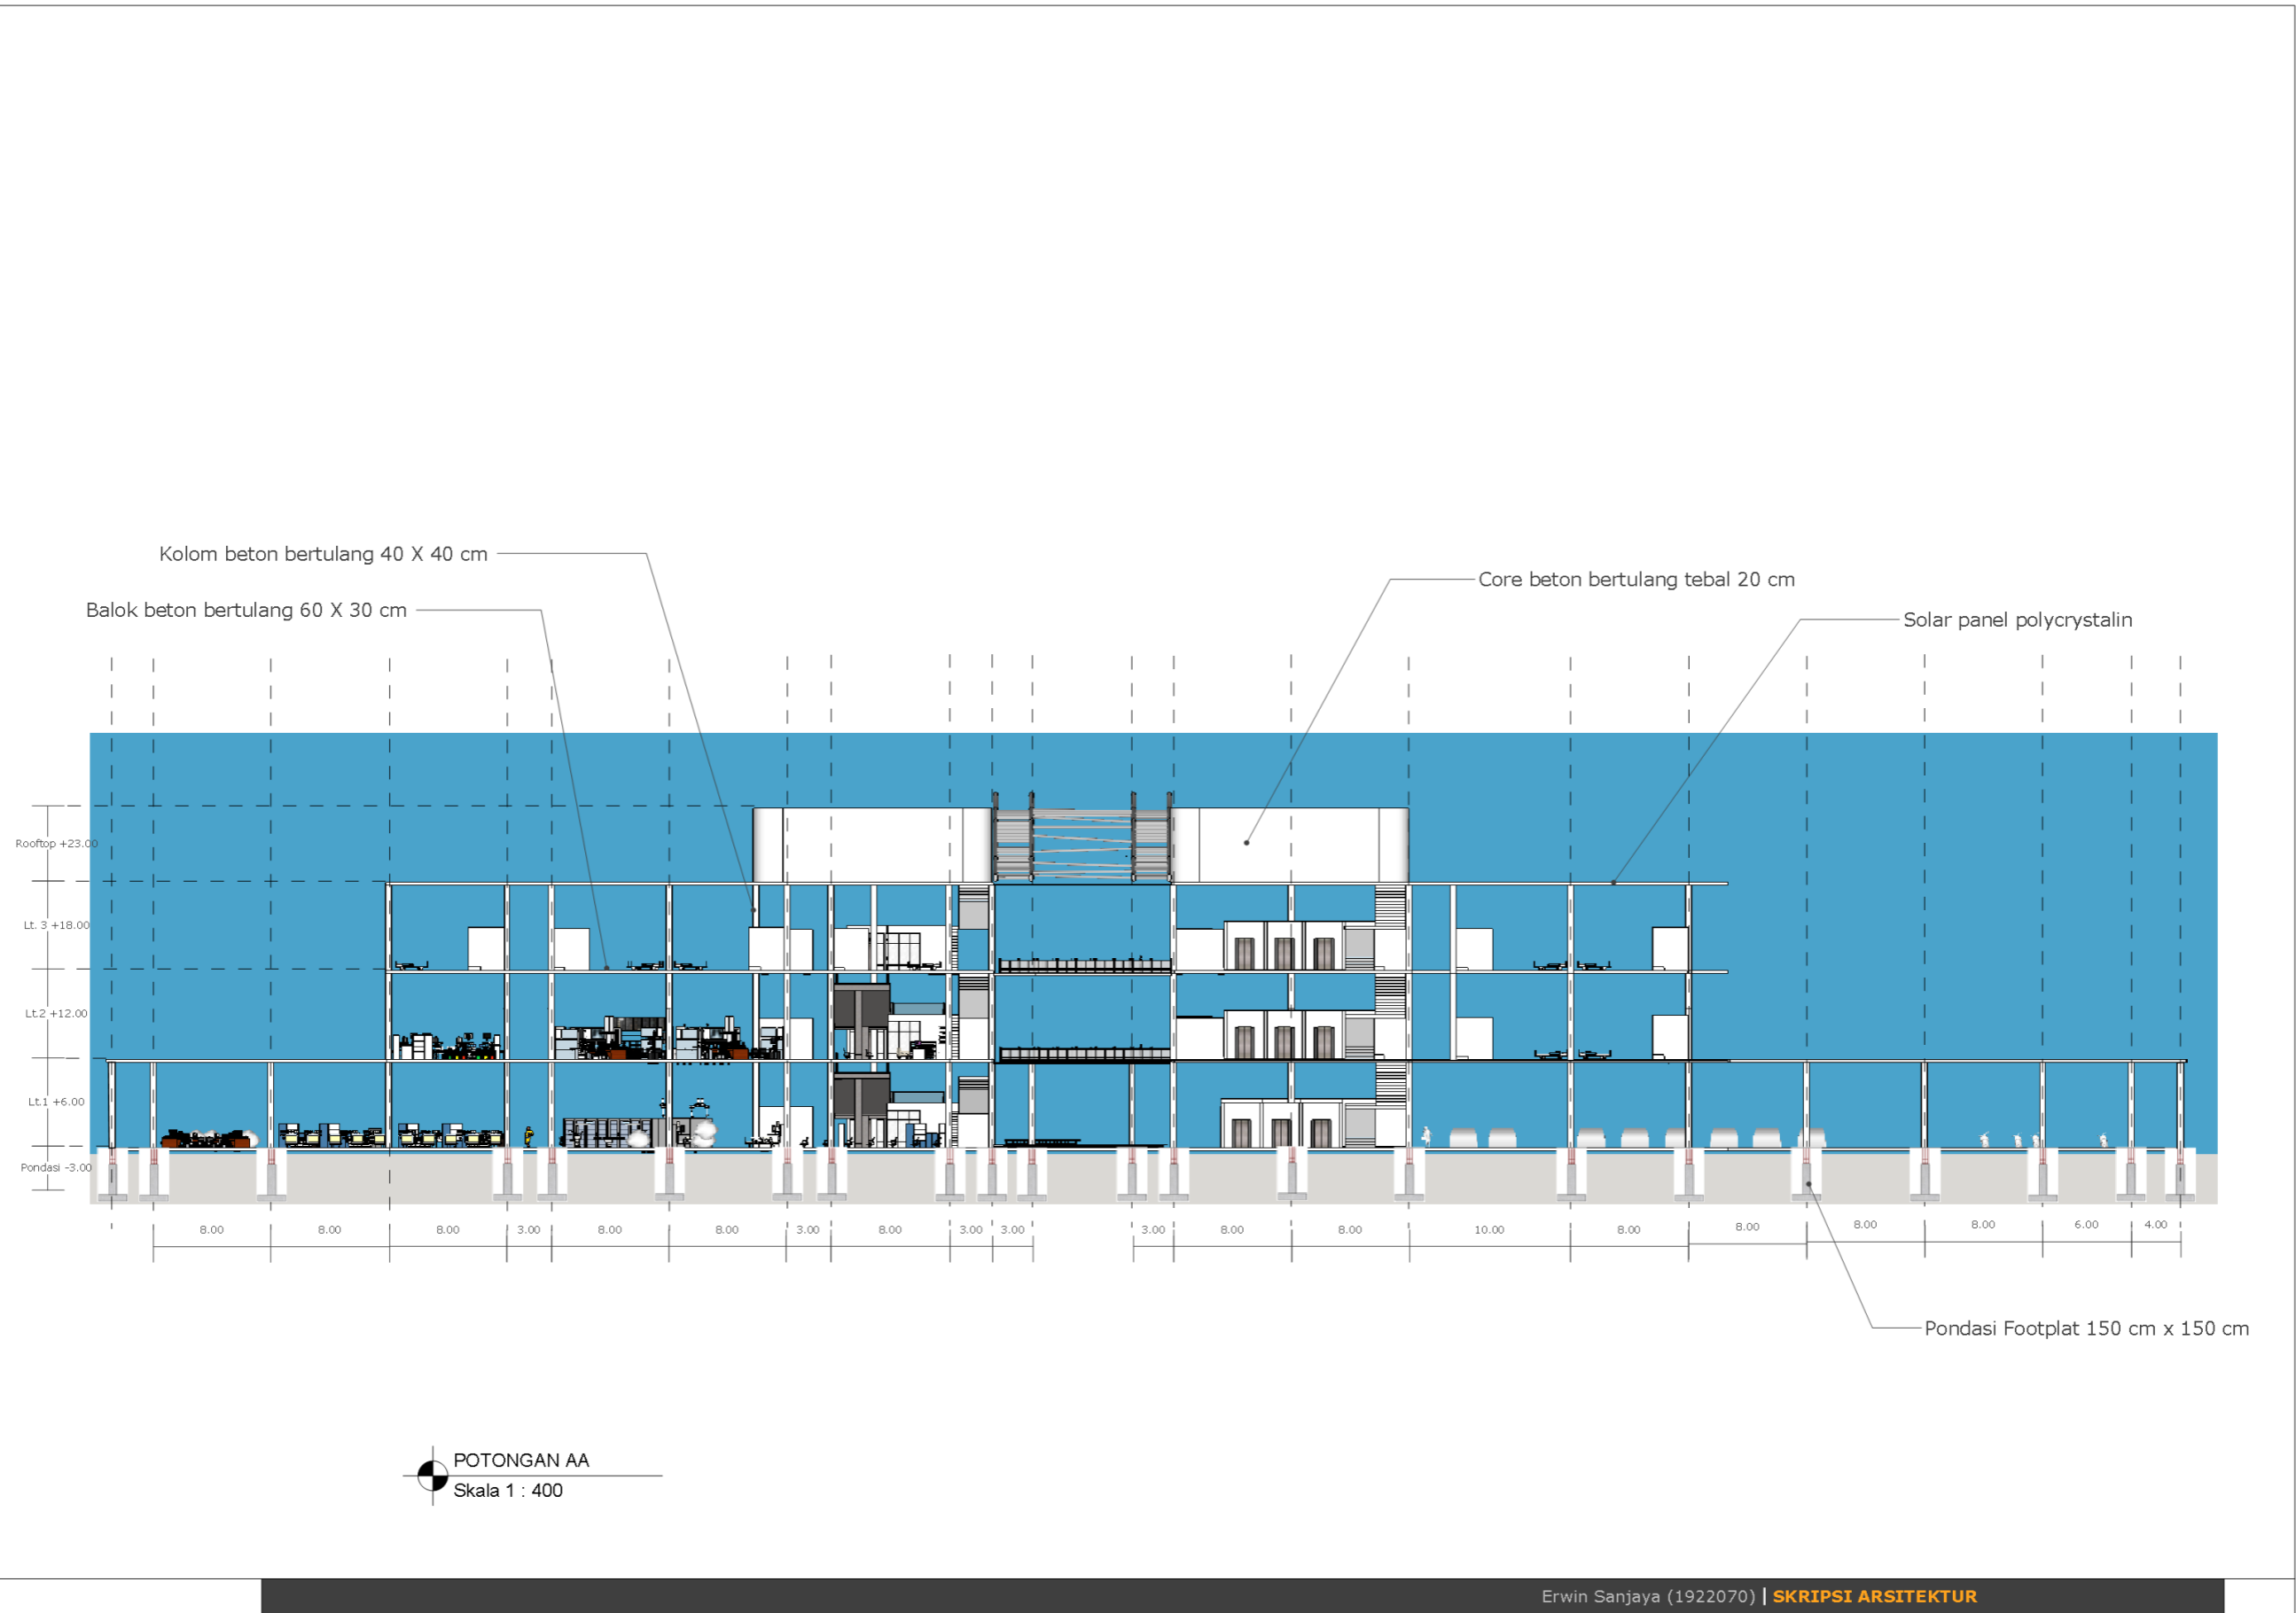 Kolom beton bertulang 40 X 40 cm
Core beton bertulang tebal 20 cm
Balok beton bertulang 60 X 30 cm
Solar panel polycrystalin
Rooftop +23.00
Lt. 3 +18.00
Lt.2 +12.00
Lt.1 +6.00
Pondasi -3.00
8.00 8.00 8.00 3.00 8.00 8.00 3.00 8.00 3.00 3.00 3.00 8.00 8.00 10.00 8.00 8.00 8.00 8.00 6.00 4.00
Pondasi Footplat 150 cm x 150 cm
POTONGAN AA
Skala 1 : 400
Erwin Sanjaya (1922070) | SKRIPSI ARSITEKTUR